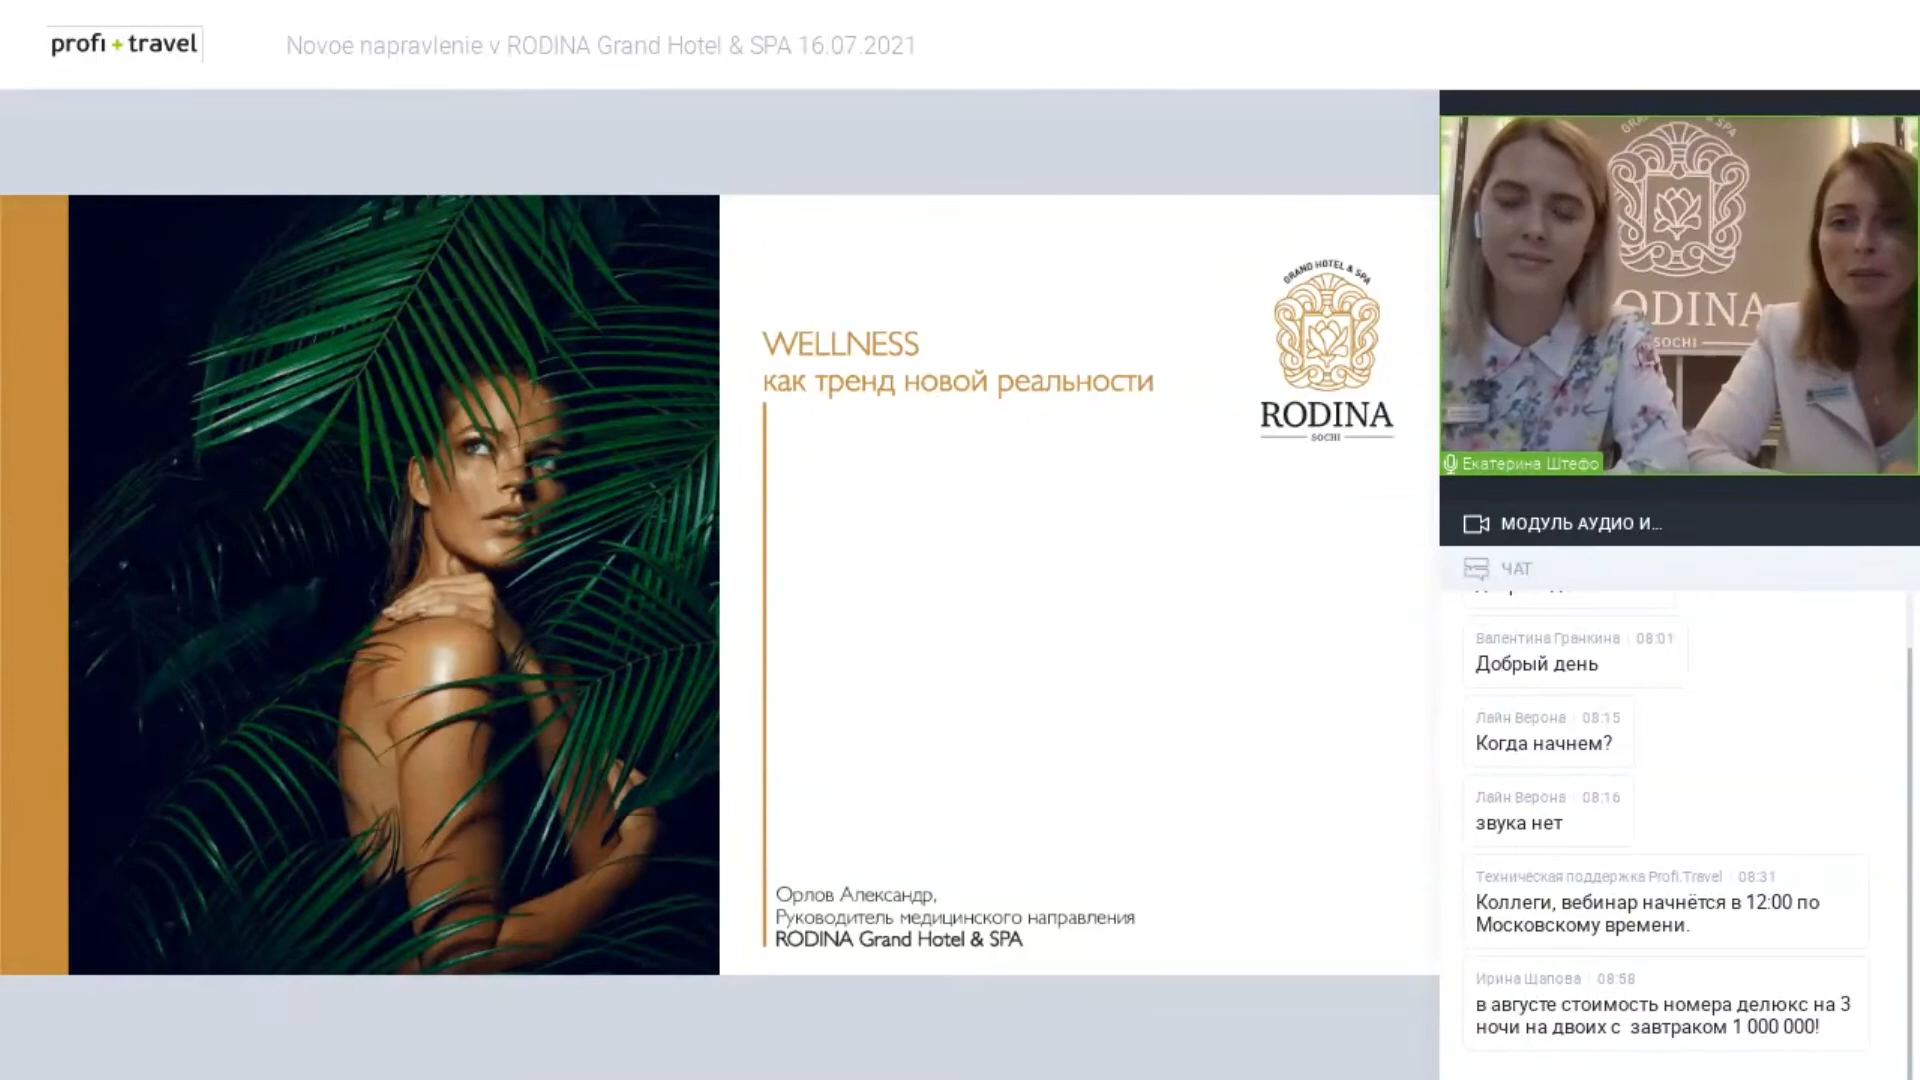 profi + travel
Novoe napravlenie v RODINA Grand Hotel & SPA 16.07.2021
WELLNESS
как тренд новой реальности
GRAND HOTEL & SPA
RODINA
SOCHI
Орлов Александр,
Руководитель медицинского направления
RODINA Grand Hotel & SPA
& SPA
ODINA
SOCHI
Екатерина Штефо
МОДУЛЬ АУДИО И...
ЧАТ
Валентина Гранкина 08:01
Добрый день
Лайн Верона 08:15
Когда начнем?
Лайн Верона 08:16
звука нет
Техническая поддержка Profi.Travel 08:31
Коллеги, вебинар начнётся в 12:00 по
Московскому времени.
Ирина Шапова 08:58
в августе стоимость номера делюкс на 3
ночи на двоих с завтраком 1 000 000!